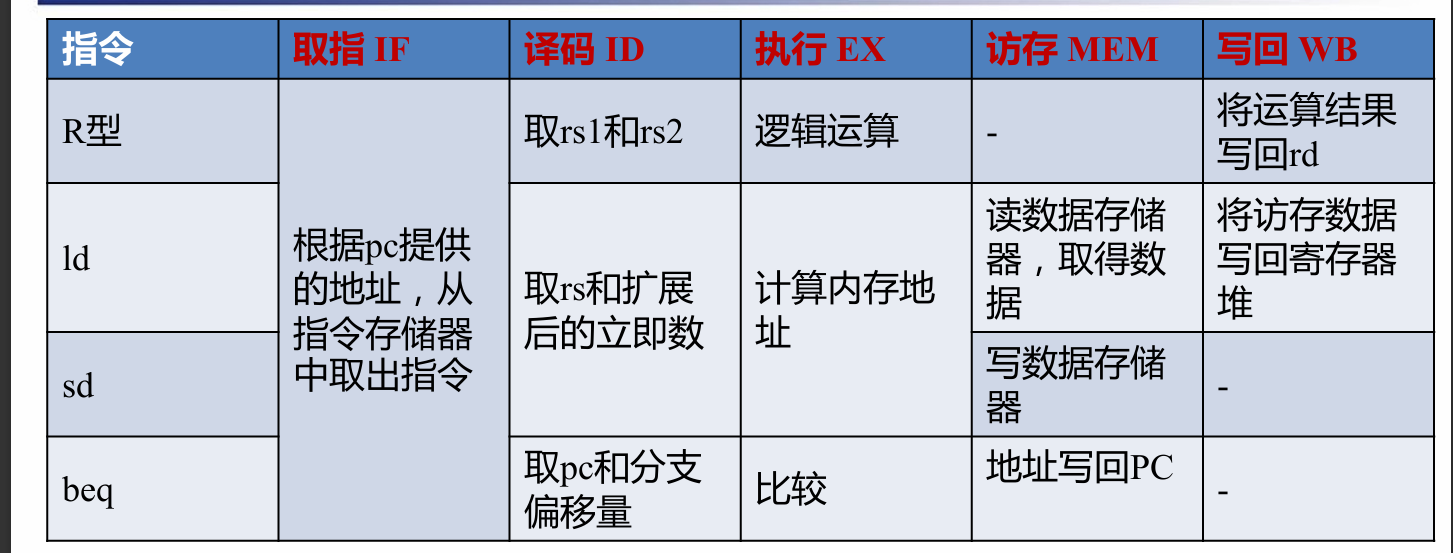 指令 取指 IF 译码 ID 执行 EX 访存 MEM 写回 WB
R型
取rs1和rs2
逻辑运算
-
将运算结果
写回rd
ld
根据pc提供
的地址，从
指令存储器
中取出指令
取rs和扩展
后的立即数
计算内存地
址
读数据存储
器，取得数
据
将访存数据
写回寄存器
堆
sd
写数据存储
器
-
beq
取pc和分支
偏移量
比较
地址写回PC
-